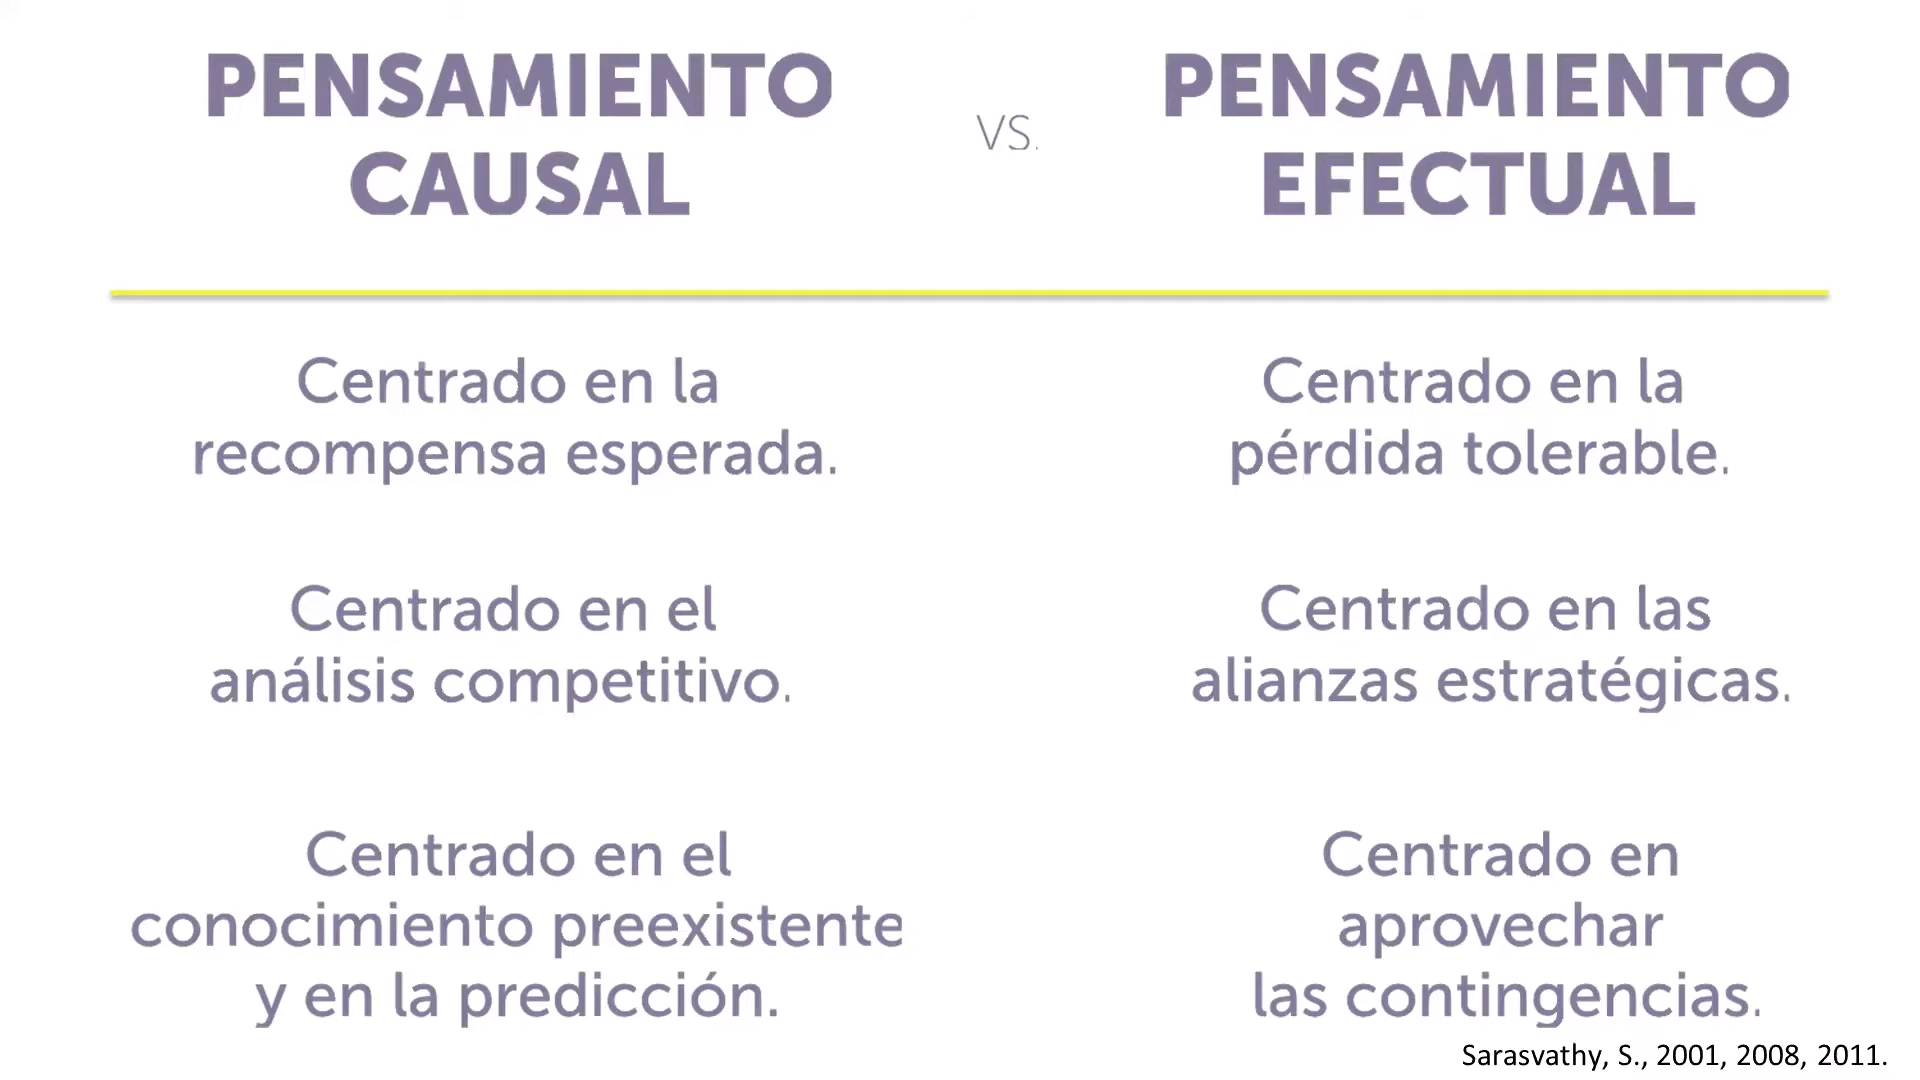 PENSAMIENTO
CAUSAL
vs.
PENSAMIENTO
EFECTUAL
Centrado en la
recompensa esperada.
Centrado en la
pérdida tolerable.
Centrado en el
análisis competitivo.
Centrado en las
alianzas estratégicas.
Centrado en el
conocimiento preexistente
y en la predicción.
Centrado en
aprovechar
las contingencias.
Sarasvathy, S., 2001, 2008, 2011.